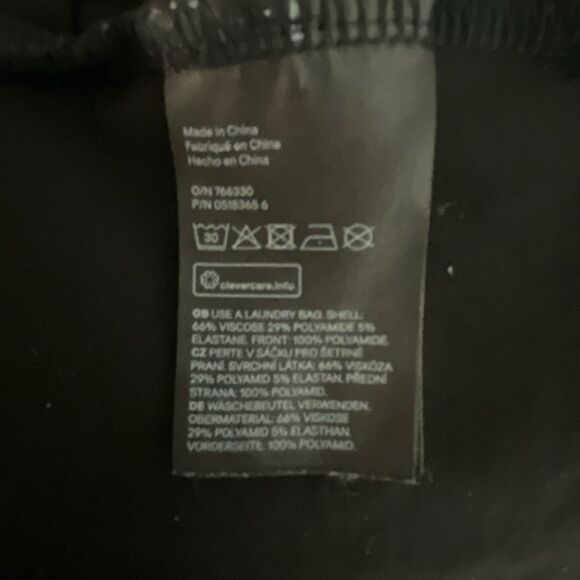 Made in China
Fabriqué en Chine
Hecho en China
O/N 766330
P/N 0518365 6
30
clevercare.info
GB USE A LAUNDRY BAG. SHELL:
66% VISCOSE 29% POLYAMIDE 5%
ELASTANE. FRONT: 100% POLYAMIDE.
CZ PERTE V SÁČKU PRO ŠETRNÉ
PRANÍ. SVRCHNÍ LÁTKA: 66% VISKÓZA
29% POLYAMID 5% ELASTAN. PŘEDNÍ
STRANA: 100% POLYAMID.
DE WÄSCHEBEUTEL VERWENDEN.
OBERMATERIAL: 66% VISKOSE
29% POLYAMID 5% ELASTHAN.
VORDERSEITE: 100% POLYAMID.